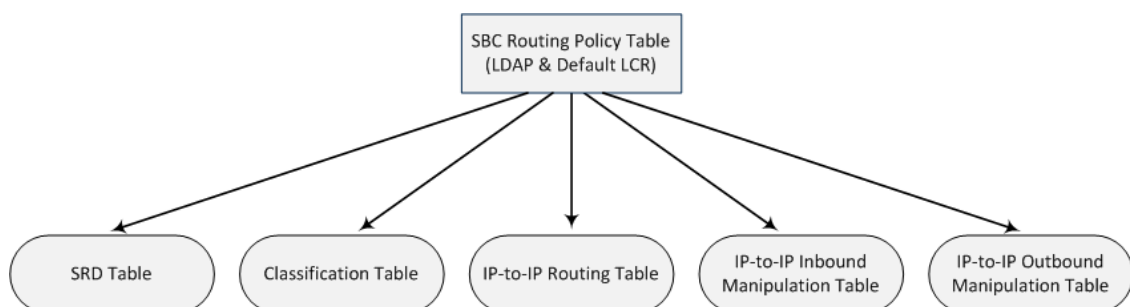 SBC Routing Policy Table
(LDAP & Default LCR)
SRD Table
Classification Table
IP-to-IP Routing Table
IP-to-IP Inbound
Manipulation Table
IP-to-IP Outbound
Manipulation Table